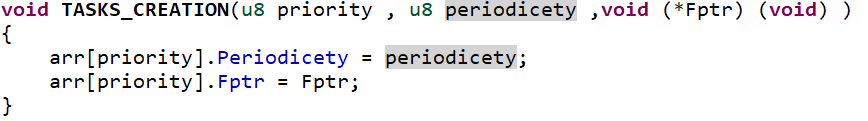 void TASKS_CREATION(u8 priority , u8 periodicety ,void (*Fptr) (void) )
{
    arr[priority].Periodicety = periodicety;
    arr[priority].Fptr = Fptr;
}